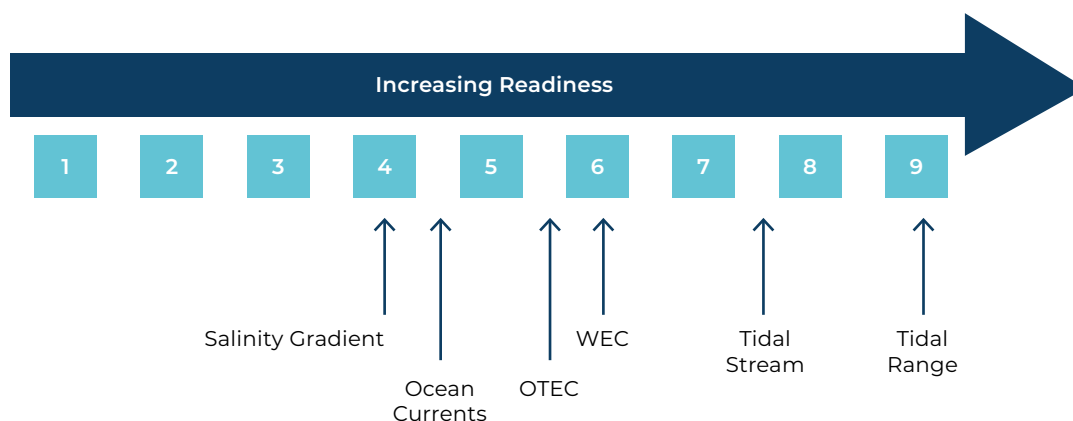 Increasing Readiness
1 2 3 4 5 6 7 8 9
Salinity Gradient
WEC
Tidal
Stream
Tidal
Range
Ocean
Currents
OTEC